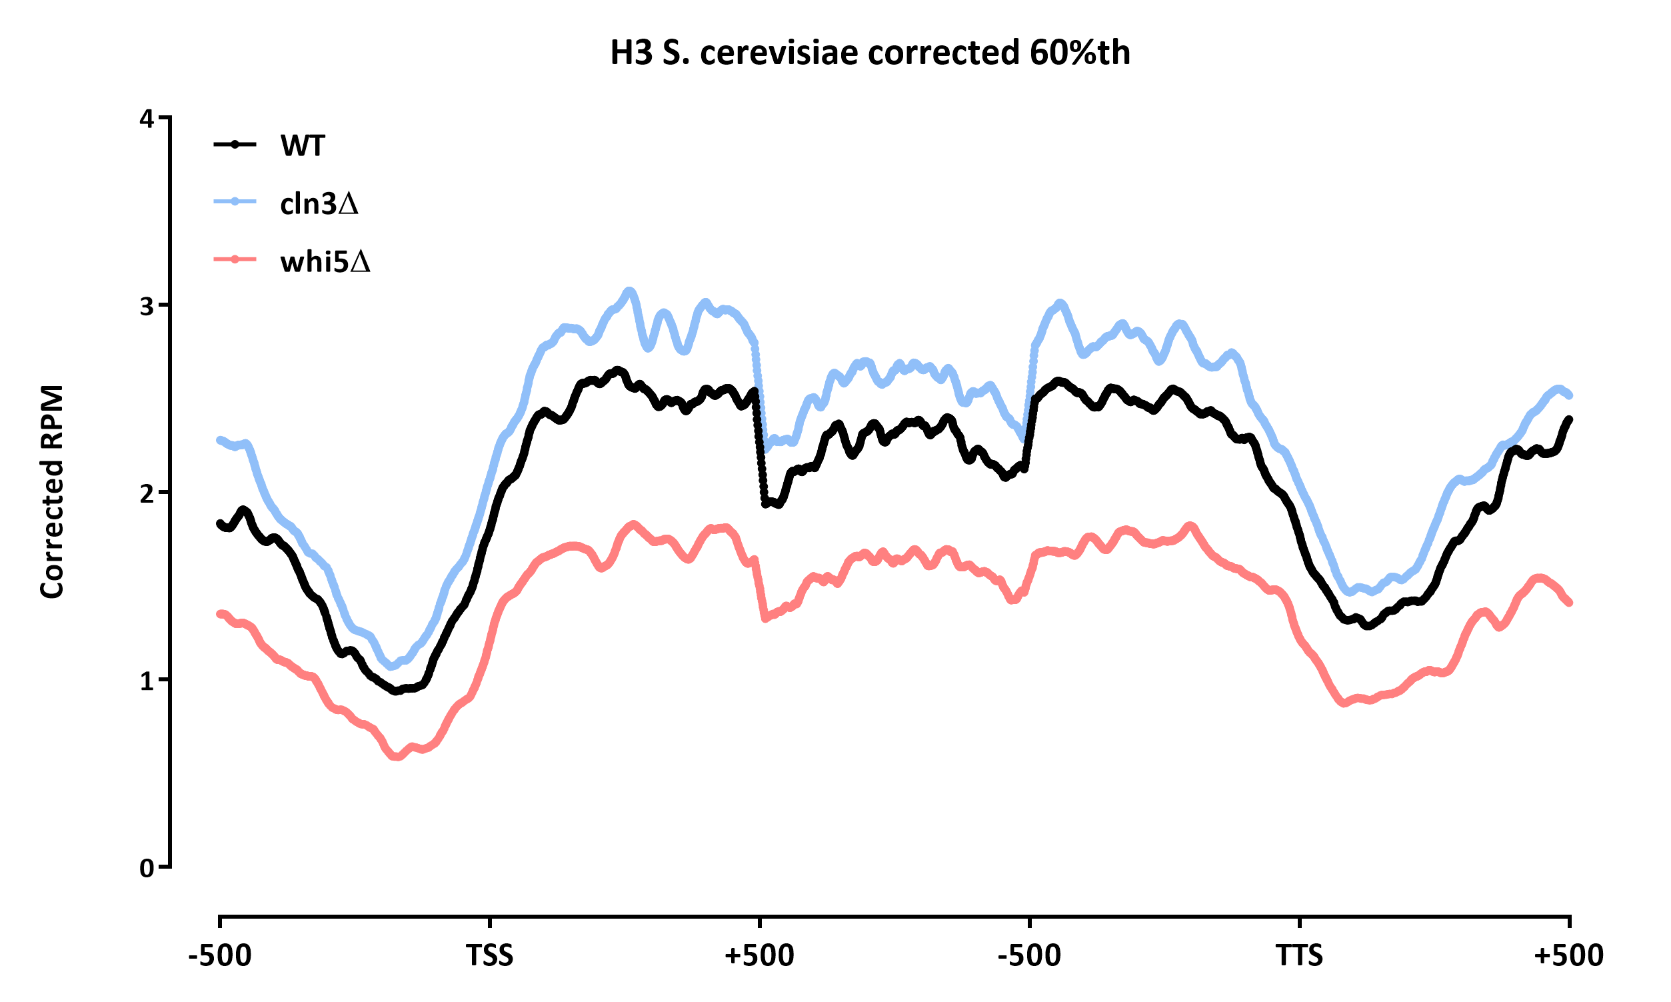 H3 S. cerevisiae corrected 60%th
4
WT
cln3Δ
whi5Δ
3
2
1
0
Corrected RPM
-500 TSS +500 -500 TTS +500